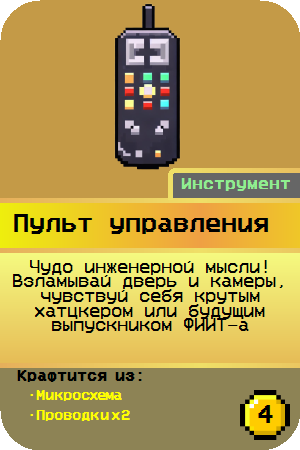 Инструмент
Пульт управления
Чудо инженерной мысли!
Взламывай дверь и камеры,
чувствуй себя крутым
хатцкером или будущим
выпускником ФИИТ-а
Крафтится из:
·Микросхема
·Проводки x2
4